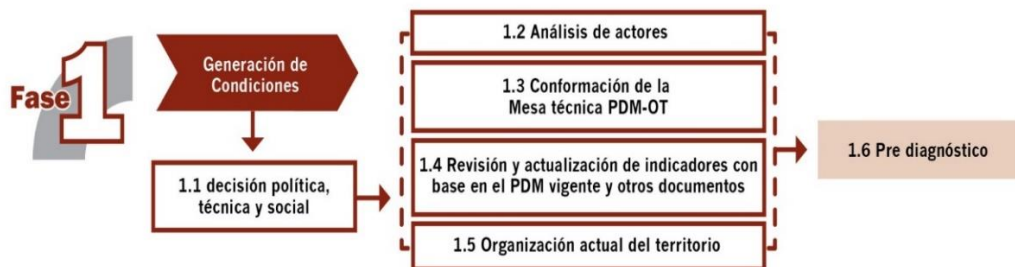 Fase 1
Generación de
Condiciones
1.1 decisión política,
técnica y social
1.2 Análisis de actores
1.3 Conformación de la
Mesa técnica PDM-OT
1.4 Revisión y actualización de indicadores con
base en el PDM vigente y otros documentos
1.5 Organización actual del territorio
1.6 Pre diagnóstico